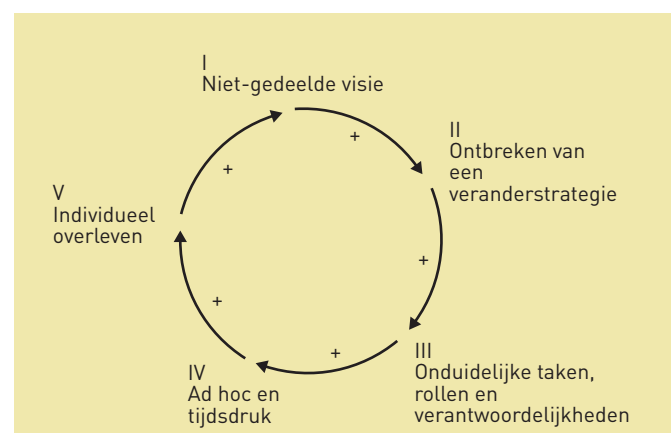 I
Niet-gedeelde visie
+
II
Ontbreken van
een
veranderstrategie
+
III
Onduidelijke taken,
rollen en
verantwoordelijkheden
+
IV
Ad hoc en
tijdsdruk
+
V
Individueel
overleven
+